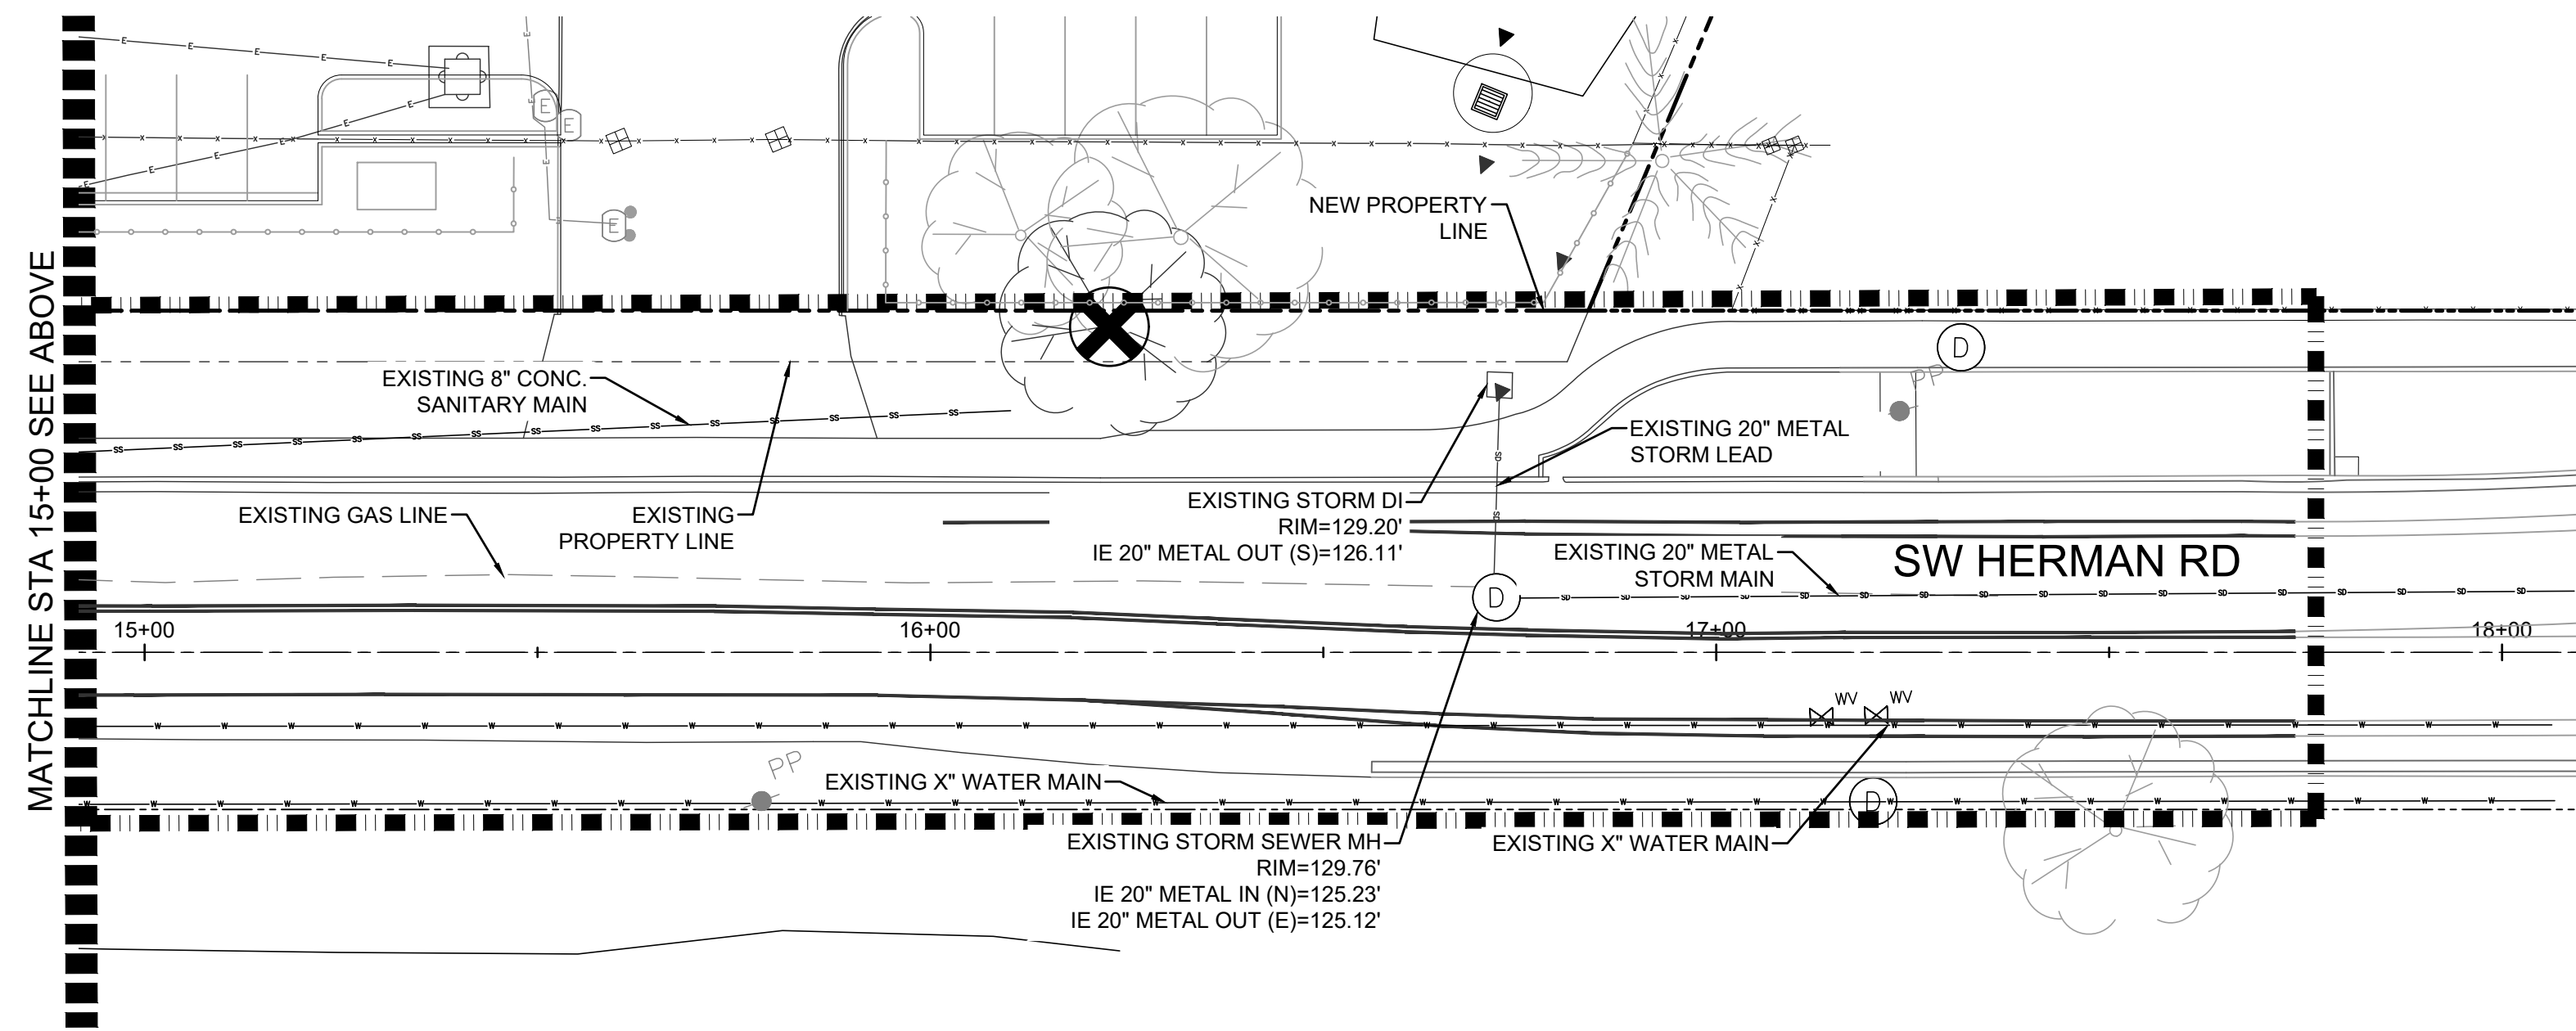 MATCHLINE STA 15+00 SEE ABOVE
NEW PROPERTY
LINE
EXISTING 8" CONC.
SANITARY MAIN
EXISTING GAS LINE
EXISTING
PROPERTY LINE
EXISTING STORM DI
RIM=129.20'
IE 20" METAL OUT (S)=126.11'
EXISTING 20" METAL
STORM LEAD
EXISTING 20" METAL
STORM MAIN
SW HERMAN RD
D
PP
D
15+00
16+00
17+00
18+00
WV
WV
PP
EXISTING X" WATER MAIN
D
EXISTING X" WATER MAIN
EXISTING STORM SEWER MH
RIM=129.76'
IE 20" METAL IN (N)=125.23'
IE 20" METAL OUT (E)=125.12'
E
E
E
SS
SD
W
X